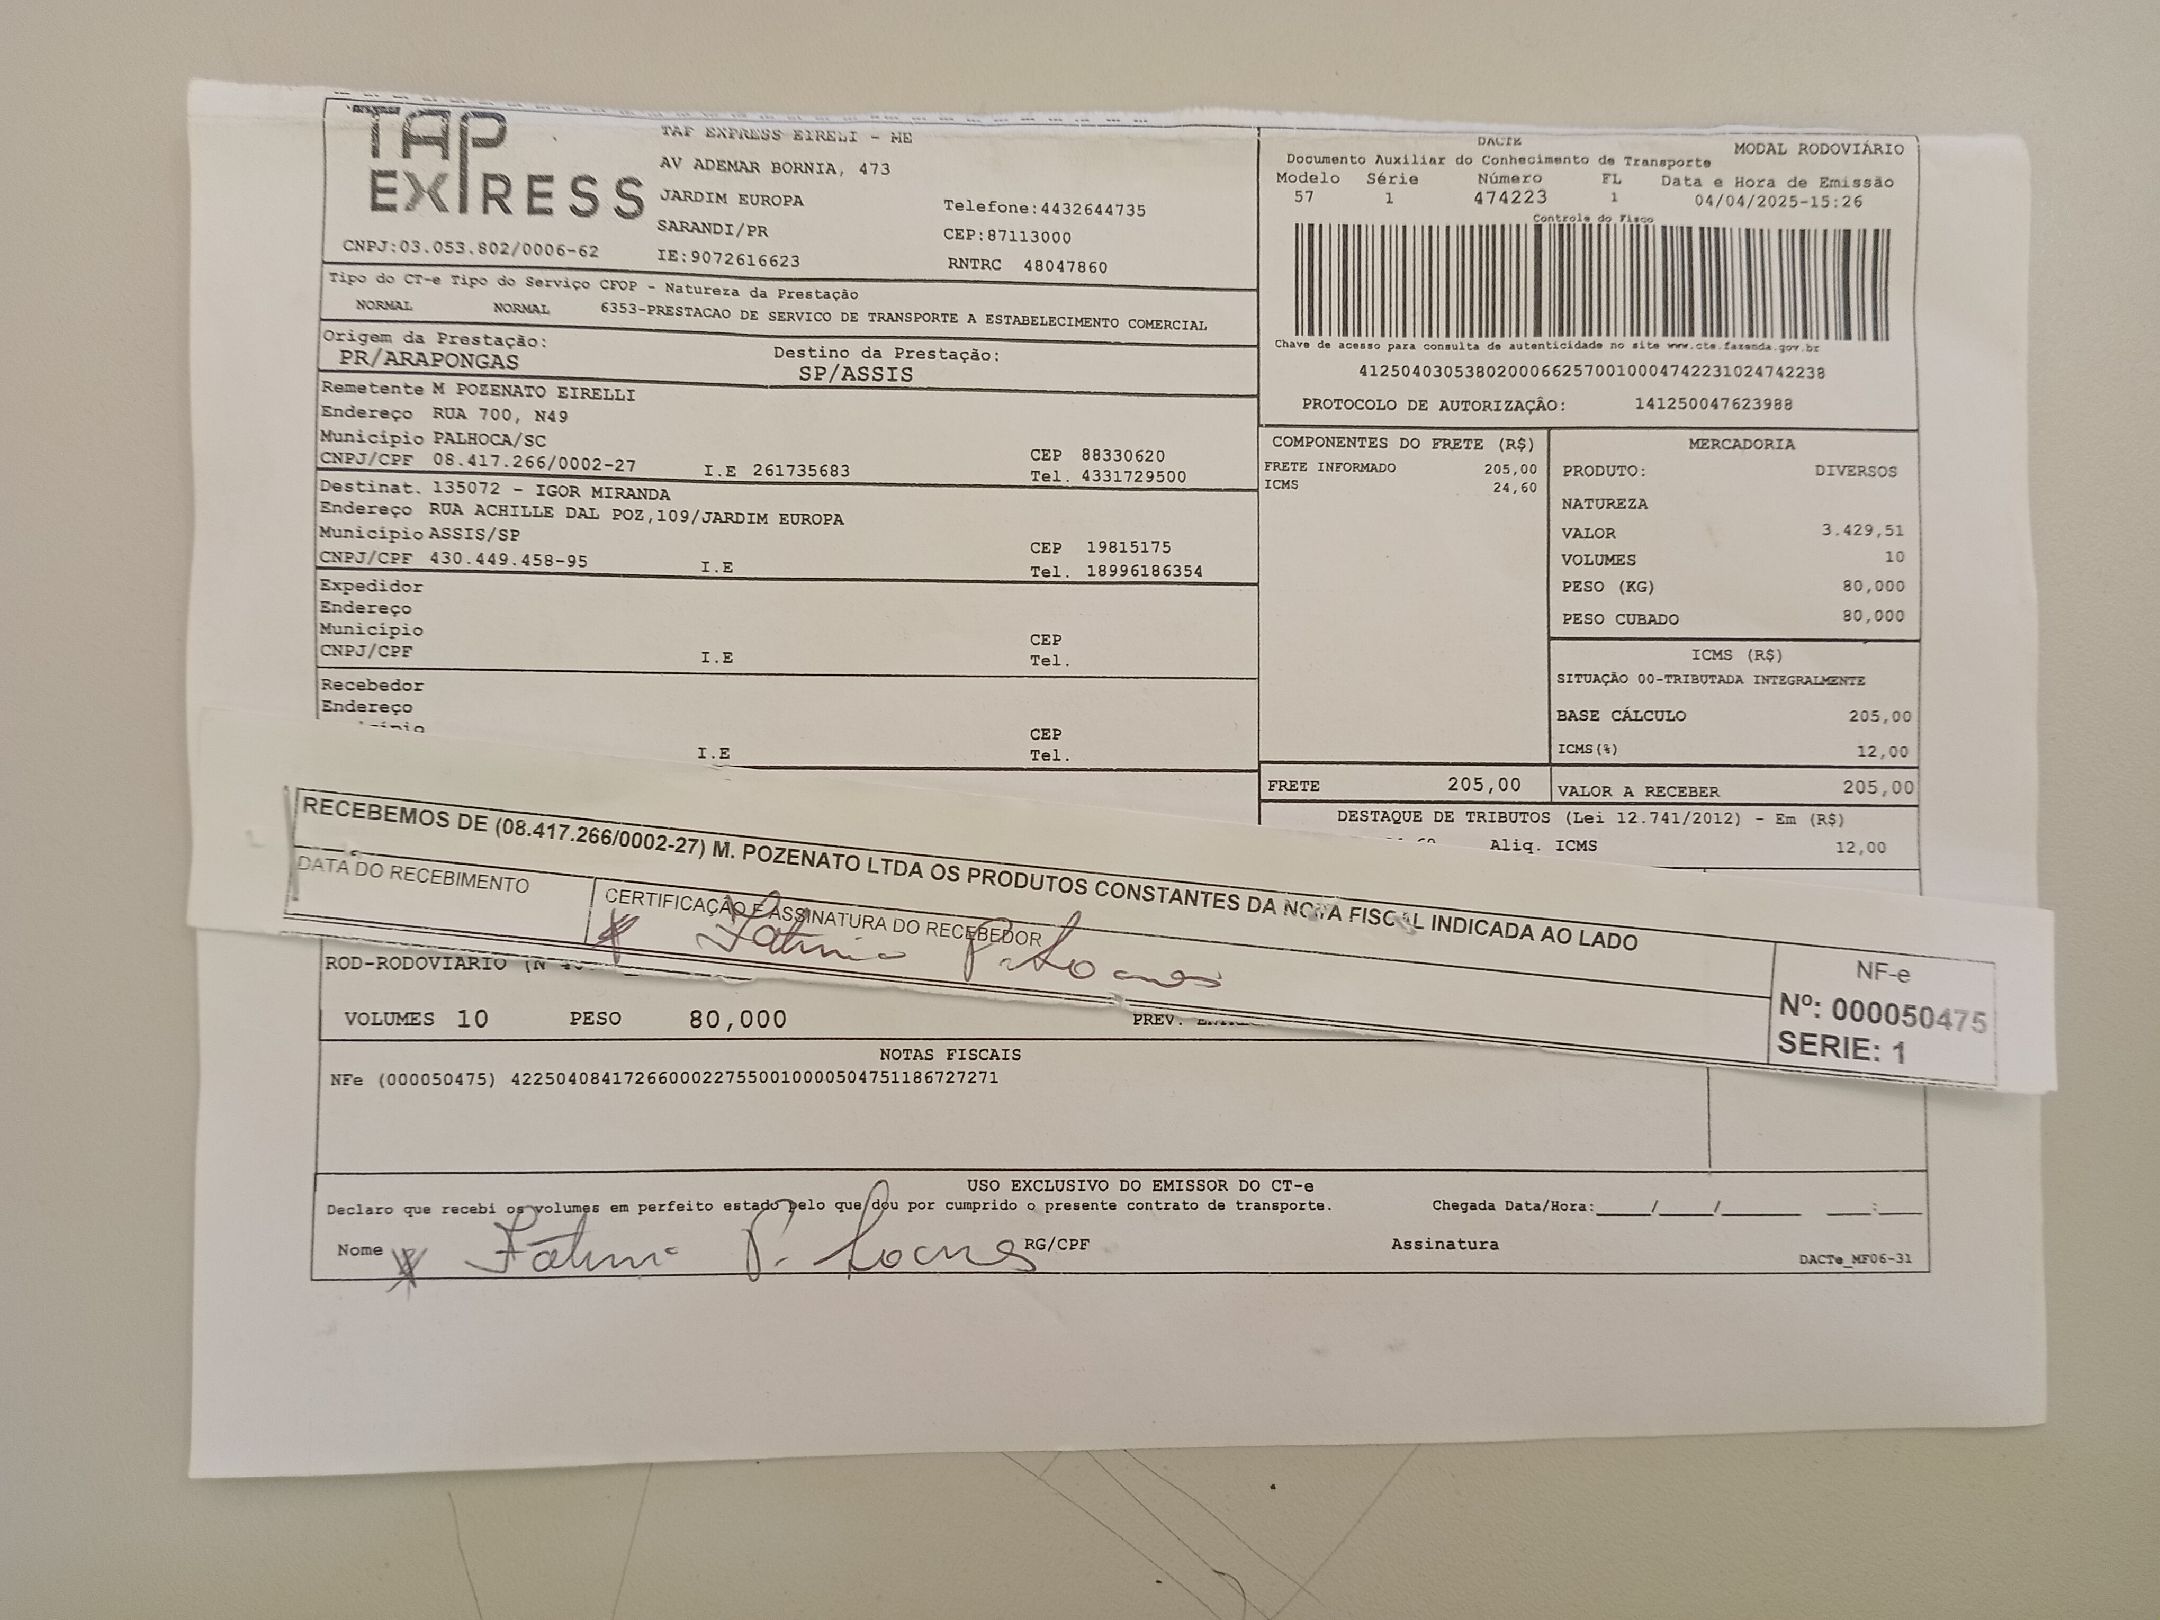 TAP
EXPRESS
TAP EXPRESS EIRELI - ME
AV ADEMAR BORNIA, 473
JARDIM EUROPA
SARANDI/PR
IE:9072616623
Telefone:4432644735
CEP:87113000
RNTRC 48047860
CNPJ:03.053.802/0006-62
DACTE MODAL RODOVIÁRIO
Documento Auxiliar do Conhecimento de Transporte
Modelo Série Número FL Data e Hora de Emissão
57 1 474223 1 04/04/2025-15:26
Controle do Fisco
Chave de acesso para consulta de autenticidade no site www.cte.fazenda.gov.br
41250403053802000662570010004742231024742238
PROTOCOLO DE AUTORIZAÇÂO: 141250047623988
Tipo do CT-e Tipo do Serviço CFOP - Natureza da Prestação
NORMAL NORMAL 6353-PRESTACAO DE SERVICO DE TRANSPORTE A ESTABELECIMENTO COMERCIAL
Origem da Prestação: Destino da Prestação:
PR/ARAPONGAS SP/ASSIS
Remetente M POZENATO EIRELLI
Endereço RUA 700, N49
Município PALHOCA/SC CEP 88330620
CNPJ/CPF 08.417.266/0002-27 I.E 261735683 Tel. 4331729500
Destinat. 135072 - IGOR MIRANDA
Endereço RUA ACHILLE DAL POZ,109/JARDIM EUROPA
Município ASSIS/SP CEP 19815175
CNPJ/CPF 430.449.458-95 I.E Tel. 18996186354
Expedidor
Endereço
Município CEP
CNPJ/CPF I.E Tel.
Recebedor
Endereço
CEP
I.E Tel.
COMPONENTES DO FRETE (R$)
FRETE INFORMADO 205,00
ICMS 24,60
MERCADORIA
PRODUTO: DIVERSOS
NATUREZA
VALOR 3.429,51
VOLUMES 10
PESO (KG) 80,000
PESO CUBADO 80,000
ICMS (R$)
SITUAÇÃO 00-TRIBUTADA INTEGRALMENTE
BASE CÁLCULO 205,00
ICMS(%) 12,00
FRETE 205,00 VALOR A RECEBER 205,00
DESTAQUE DE TRIBUTOS (Lei 12.741/2012) - Em (R$)
Aliq. ICMS 12,00
RECEBEMOS DE (08.417.266/0002-27) M. POZENATO LTDA OS PRODUTOS CONSTANTES DA NOTA FISCAL INDICADA AO LADO
DATA DO RECEBIMENTO
CERTIFICAÇÃO E ASSINATURA DO RECEBEDOR
Fátima
NF-e
Nº: 000050475
SERIE: 1
ROD-RODOVIARIO
VOLUMES 10 PESO 80,000 PREV.
NOTAS FISCAIS
NFe (000050475) 42250408417266000227550010000504751186727271
USO EXCLUSIVO DO EMISSOR DO CT-e
Declaro que recebi os volumes em perfeito estado pelo que dou por cumprido o presente contrato de transporte. Chegada Data/Hora:____/____/______ ___:___
Nome Fátima P. RG/CPF Assinatura
DACTe_MF06-31